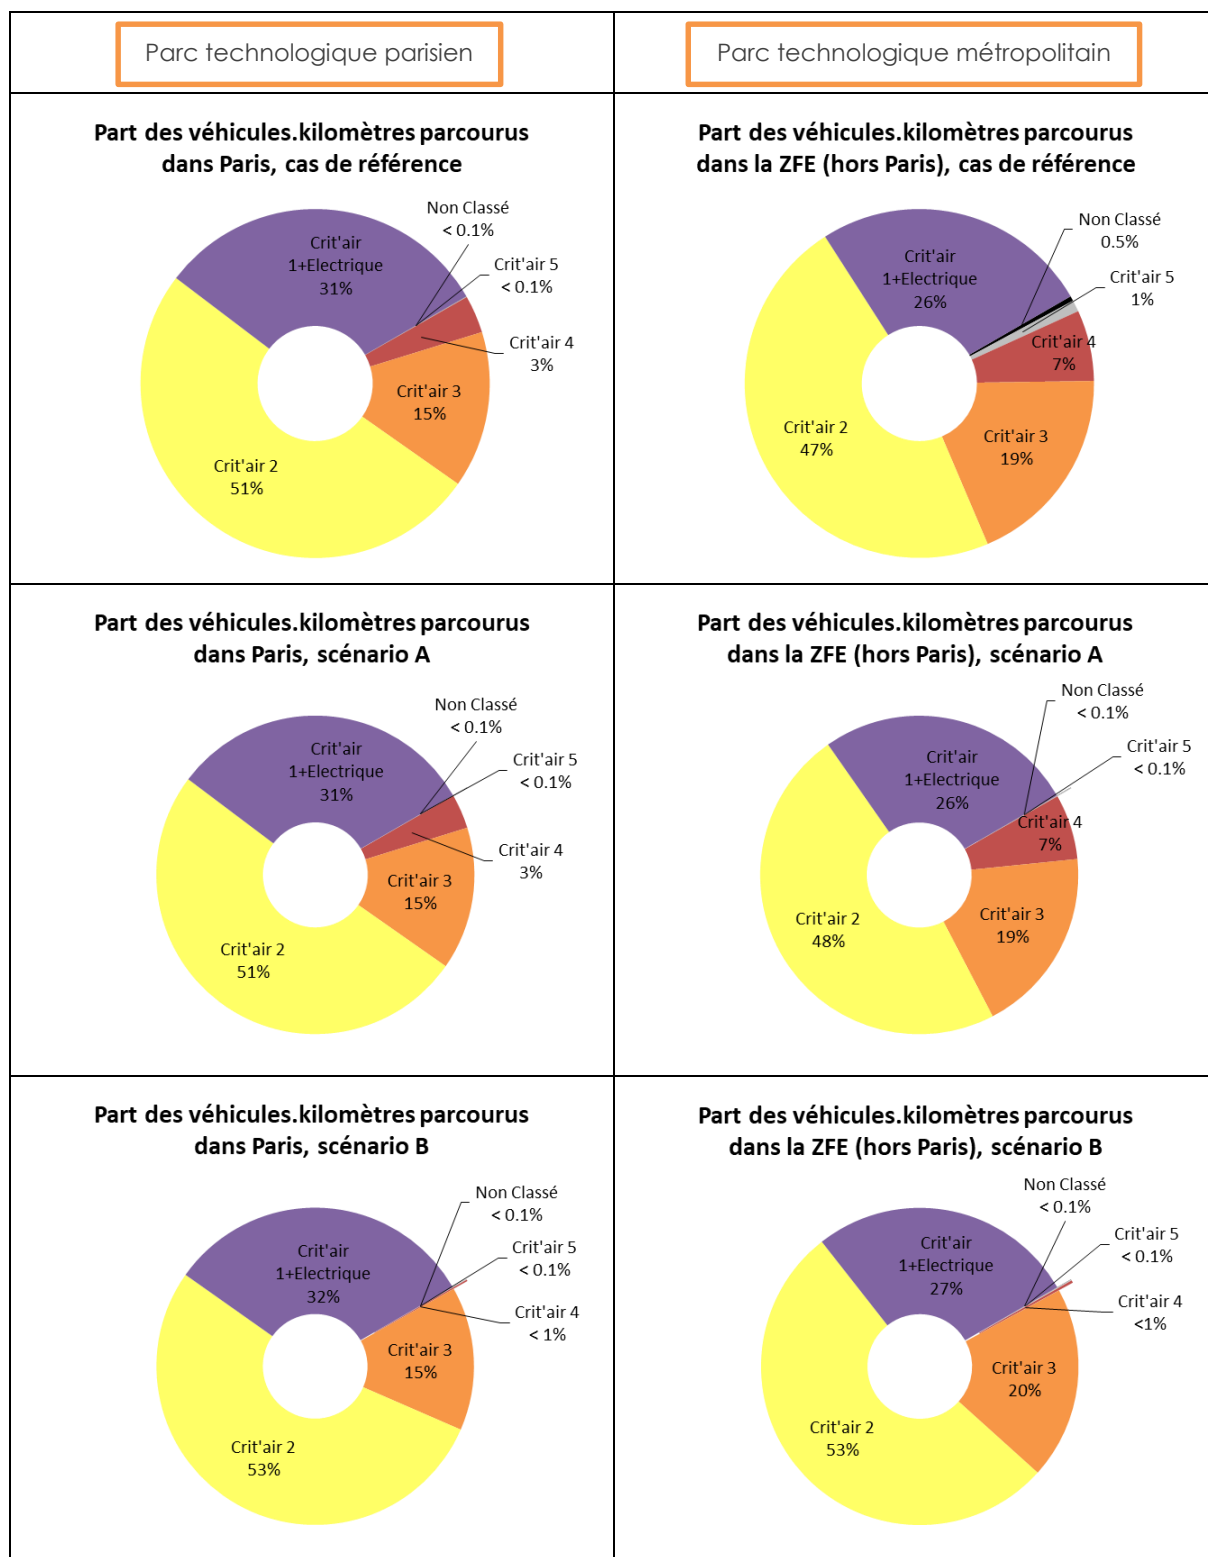 Parc technologique parisien
Parc technologique métropolitain
Part des véhicules.kilomètres parcourus
dans Paris, cas de référence
Non Classé
< 0.1%
Crit'air
1+Electrique
31%
Crit'air 5
< 0.1%
Crit'air 4
3%
Crit'air 3
15%
Crit'air 2
51%
Part des véhicules.kilomètres parcourus
dans la ZFE (hors Paris), cas de référence
Non Classé
0.5%
Crit'air
1+Electrique
26%
Crit'air 5
1%
Crit'air 4
7%
Crit'air 2
47%
Crit'air 3
19%
Part des véhicules.kilomètres parcourus
dans Paris, scénario A
Non Classé
< 0.1%
Crit'air
1+Electrique
31%
Crit'air 5
< 0.1%
Crit'air 4
3%
Crit'air 3
15%
Crit'air 2
51%
Part des véhicules.kilomètres parcourus
dans la ZFE (hors Paris), scénario A
Non Classé
< 0.1%
Crit'air
1+Electrique
26%
Crit'air 5
< 0.1%
Crit'air 4
7%
Crit'air 2
48%
Crit'air 3
19%
Part des véhicules.kilomètres parcourus
dans Paris, scénario B
Non Classé
< 0.1%
Crit'air
1+Electrique
32%
Crit'air 5
< 0.1%
Crit'air 4
< 1%
Crit'air 3
15%
Crit'air 2
53%
Part des véhicules.kilomètres parcourus
dans la ZFE (hors Paris), scénario B
Non Classé
< 0.1%
Crit'air
1+Electrique
27%
Crit'air 5
< 0.1%
Crit'air 4
<1%
Crit'air 3
20%
Crit'air 2
53%